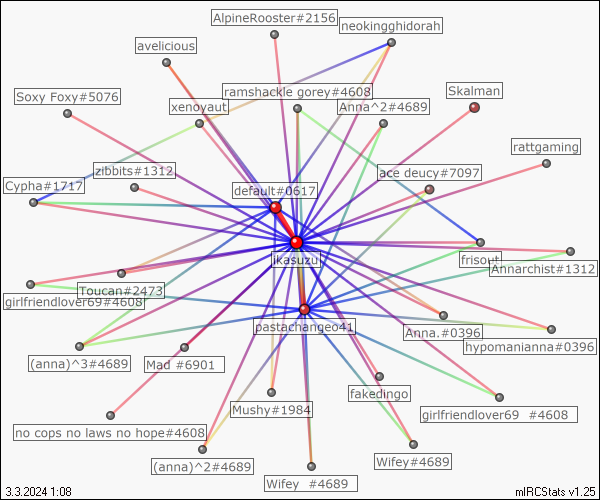 AlpineRooster#2156
neokingghidorah
avelicious
ramshackle gorey#4608
Skalman
Soxy Foxy#5076
xenoyaut
Anna^2#4689
rattgaming
zibbits#1312
ace deucy#7097
Cypha#1717
default#0617
ikasuzui
frisout
Annarchist#1312
Toucan#2473
girlfriendlover69#4608
pastachangeo41
Anna.#0396
hypomanianna#0396
(anna)^3#4689
Mad #6901
fakedingo
Mushy#1984
girlfriendlover69 #4608
no cops no laws no hope#4608
(anna)^2#4689
Wifey#4689
Wifey #4689
3.3.2024 1:08
mIRCStats v1.25